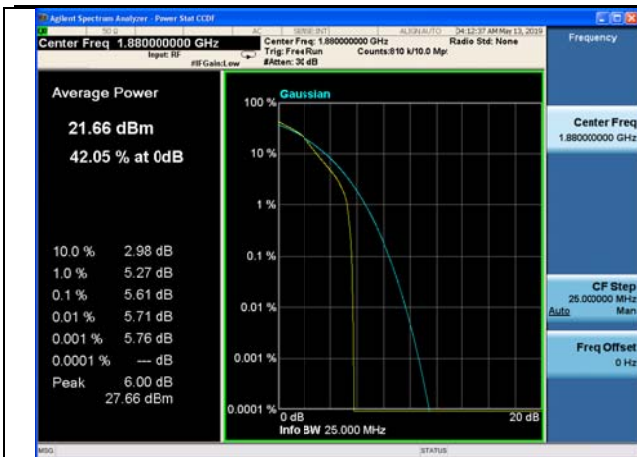 Agilent Spectrum Analyzer - Power Stat CCDF
50 Ω AC SENSE:INT ALIGN AUTO 04:12:37 AM Mar 13, 2019
Center Freq 1.880000000 GHz
Input: RF
#IFGain:Low
Center Freq: 1.880000000 GHz
Trig: Free Run
Counts:810 k/10.0 Mpt
#Atten: 30 dB
Radio Std: None
Frequency
Average Power
21.66 dBm
42.05 % at 0dB
10.0 % 2.98 dB
1.0 % 5.27 dB
0.1 % 5.61 dB
0.01 % 5.71 dB
0.001 % 5.76 dB
0.0001 % --- dB
Peak 6.00 dB
27.66 dBm
Gaussian
100 %
10 %
1 %
0.1 %
0.01 %
0.001 %
0.0001 %
0 dB
20 dB
Info BW 25.000 MHz
Center Freq
1.880000000 GHz
CF Step
25.000000 MHz
Auto Man
Freq Offset
0 Hz
MSG
STATUS